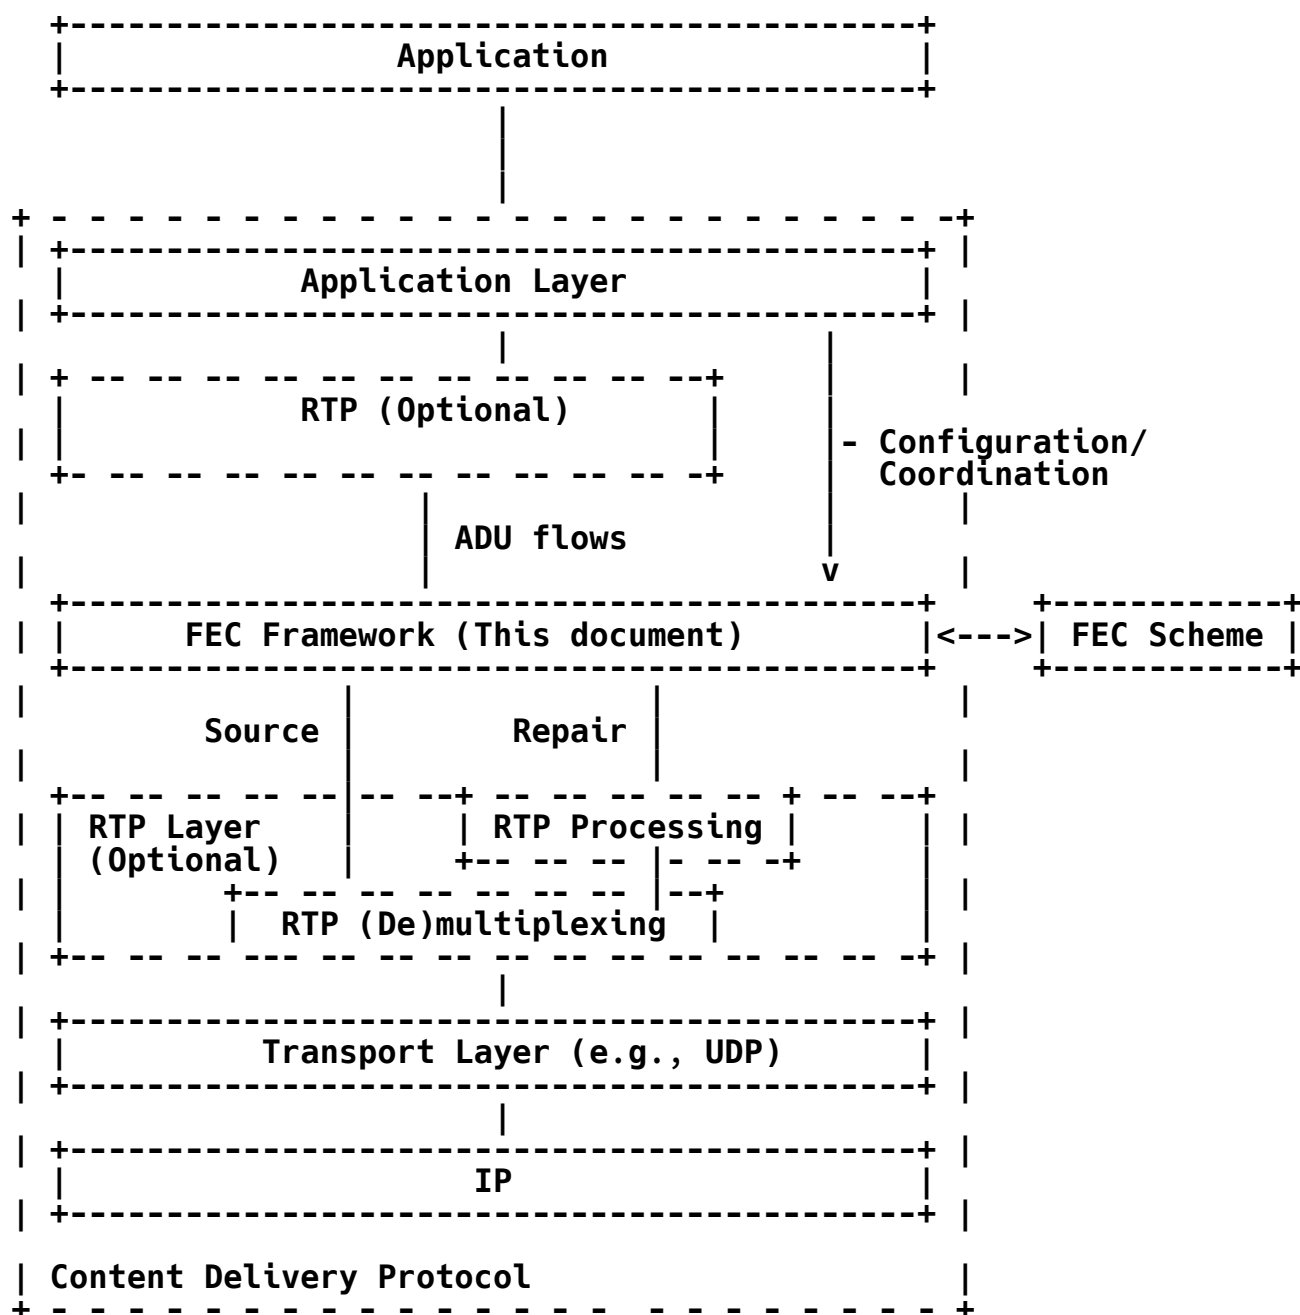 Application
Application Layer
RTP (Optional)
- Configuration/
Coordination
ADU flows
v
FEC Framework (This document) <---> FEC Scheme
Source Repair
RTP Layer RTP Processing
(Optional)
RTP (De)multiplexing
Transport Layer (e.g., UDP)
IP
Content Delivery Protocol